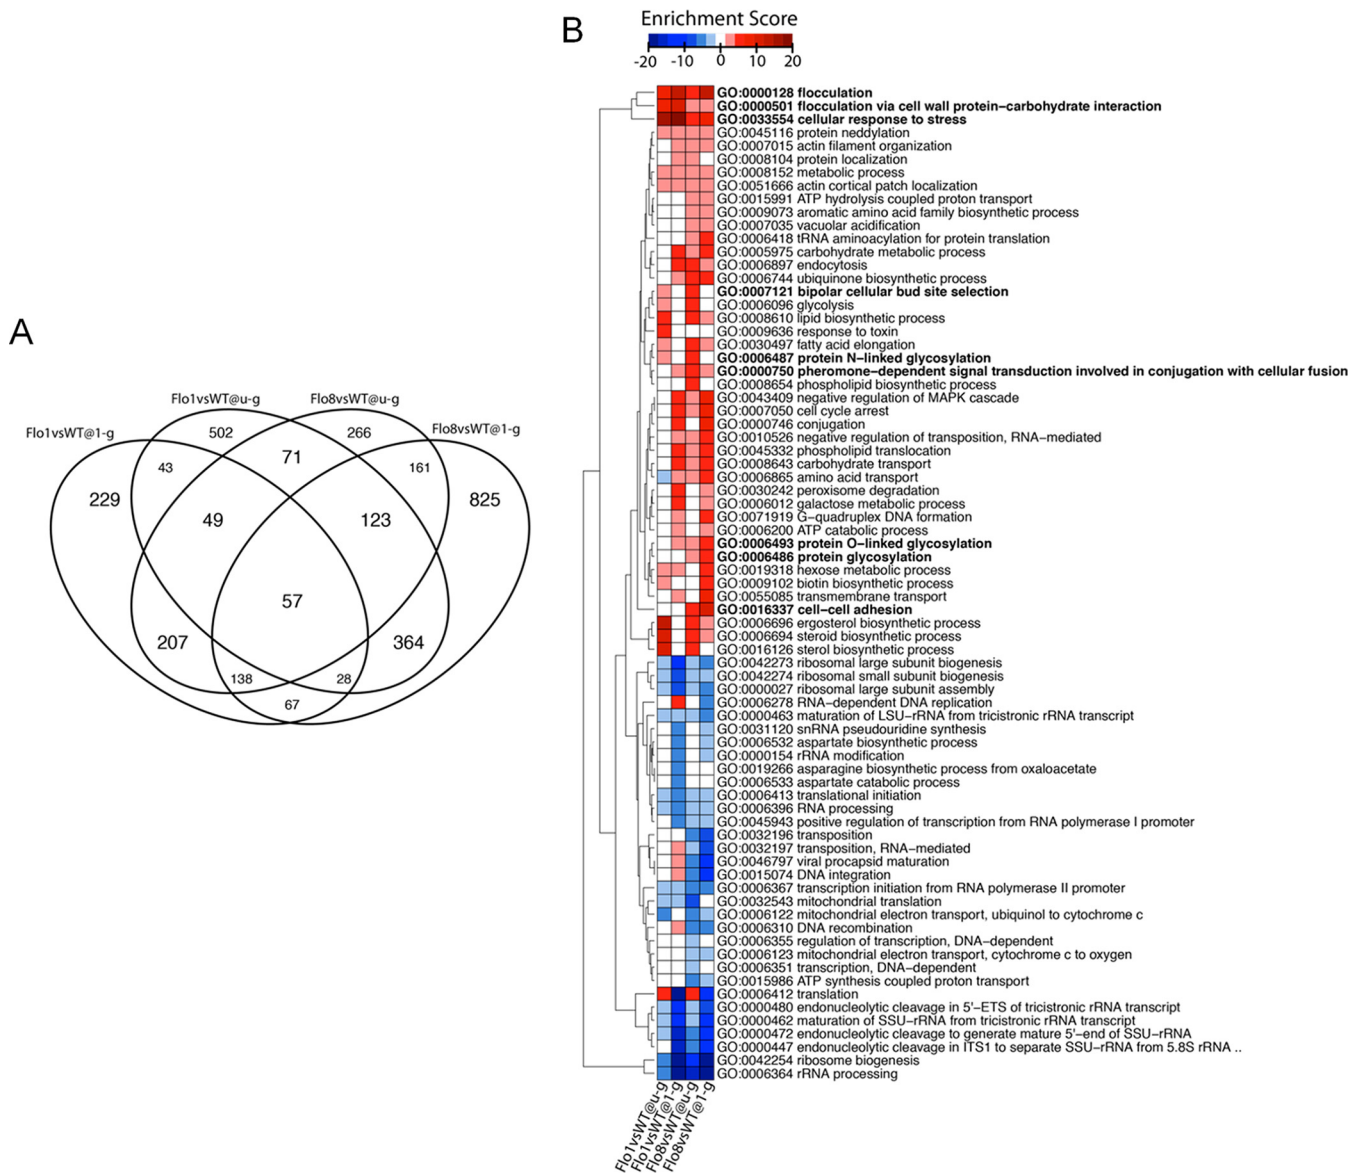 A
Flo1vsWT@1-g
Flo1vsWT@u-g
Flo8vsWT@u-g
Flo8vsWT@1-g
502
266
43
71
161
229
49
123
825
57
207
364
138
28
67
B
Enrichment Score
-20 -10 0 10 20
GO:0000128 flocculation
GO:0000501 flocculation via cell wall protein−carbohydrate interaction
GO:0033554 cellular response to stress
GO:0045116 protein neddylation
GO:0007015 actin filament organization
GO:0008104 protein localization
GO:0008152 metabolic process
GO:0051666 actin cortical patch localization
GO:0015991 ATP hydrolysis coupled proton transport
GO:0009073 aromatic amino acid family biosynthetic process
GO:0007035 vacuolar acidification
GO:0006418 tRNA aminoacylation for protein translation
GO:0005975 carbohydrate metabolic process
GO:0006897 endocytosis
GO:0006744 ubiquinone biosynthetic process
GO:0007121 bipolar cellular bud site selection
GO:0006096 glycolysis
GO:0008610 lipid biosynthetic process
GO:0009636 response to toxin
GO:0030497 fatty acid elongation
GO:0006487 protein N−linked glycosylation
GO:0000750 pheromone−dependent signal transduction involved in conjugation with cellular fusion
GO:0008654 phospholipid biosynthetic process
GO:0043409 negative regulation of MAPK cascade
GO:0007050 cell cycle arrest
GO:0000746 conjugation
GO:0010526 negative regulation of transposition, RNA−mediated
GO:0045332 phospholipid translocation
GO:0008643 carbohydrate transport
GO:0006865 amino acid transport
GO:0030242 peroxisome degradation
GO:0006012 galactose metabolic process
GO:0071919 G−quadruplex DNA formation
GO:0006200 ATP catabolic process
GO:0006493 protein O−linked glycosylation
GO:0006486 protein glycosylation
GO:0019318 hexose metabolic process
GO:0009102 biotin biosynthetic process
GO:0055085 transmembrane transport
GO:0016337 cell−cell adhesion
GO:0006696 ergosterol biosynthetic process
GO:0006694 steroid biosynthetic process
GO:0016126 sterol biosynthetic process
GO:0042273 ribosomal large subunit biogenesis
GO:0042274 ribosomal small subunit biogenesis
GO:0000027 ribosomal large subunit assembly
GO:0006278 RNA−dependent DNA replication
GO:0000463 maturation of LSU−rRNA from tricistronic rRNA transcript
GO:0031120 snRNA pseudouridine synthesis
GO:0006532 aspartate biosynthetic process
GO:0000154 rRNA modification
GO:0019266 asparagine biosynthetic process from oxaloacetate
GO:0006533 aspartate catabolic process
GO:0006413 translational initiation
GO:0006396 RNA processing
GO:0045943 positive regulation of transcription from RNA polymerase I promoter
GO:0032196 transposition
GO:0032197 transposition, RNA−mediated
GO:0046797 viral procapsid maturation
GO:0015074 DNA integration
GO:0006367 transcription initiation from RNA polymerase II promoter
GO:0032543 mitochondrial translation
GO:0006122 mitochondrial electron transport, ubiquinol to cytochrome c
GO:0006310 DNA recombination
GO:0006355 regulation of transcription, DNA−dependent
GO:0006123 mitochondrial electron transport, cytochrome c to oxygen
GO:0006351 transcription, DNA−dependent
GO:0015986 ATP synthesis coupled proton transport
GO:0006412 translation
GO:0000480 endonucleolytic cleavage in 5'−ETS of tricistronic rRNA transcript
GO:0000462 maturation of SSU−rRNA from tricistronic rRNA transcript
GO:0000472 endonucleolytic cleavage to generate mature 5'−end of SSU−rRNA
GO:0000447 endonucleolytic cleavage in ITS1 to separate SSU−rRNA from 5.8S rRNA ..
GO:0042254 ribosome biogenesis
GO:0006364 rRNA processing
Flo1vsWT@u-g
Flo1vsWT@1-g
Flo8vsWT@u-g
Flo8vsWT@1-g